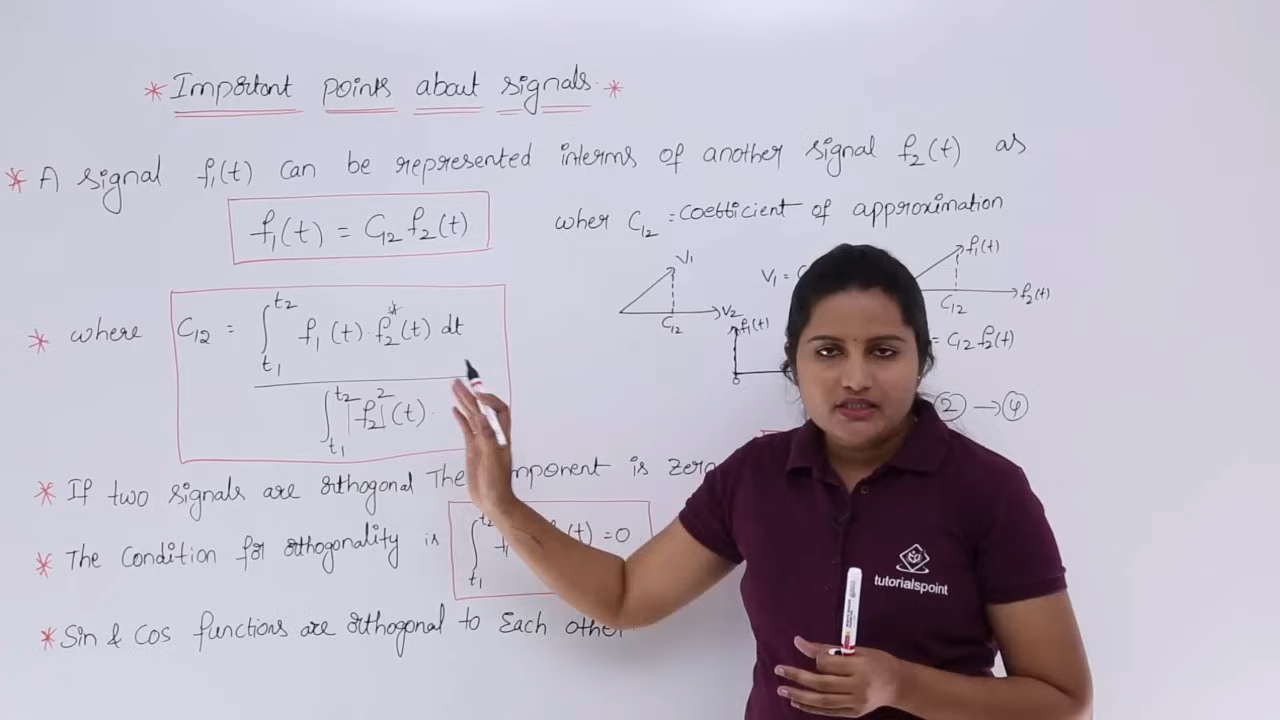 * Important points about signals. *
* A signal f₁(t) can be represented interms of another signal f₂(t) as
f₁(t) = C₁₂ f₂(t)
wher C₁₂ = coefficient of approximation
V₁
V₁ =
f₁(t)
V₂
C₁₂
C₁₂
f₂(t)
f₁(t)
= C₁₂ f₂(t)
0
② → ④
* where C₁₂ = ∫ t₁ t₂ f₁(t) f₂*(t) dt
∫ t₁ t₂ |f₂|²(t).
* If two signals are orthogonal The component is zero
* The condition for orthogonality is ∫ t₁ t₂ (t) = 0
* Sin & Cos functions are orthogonal to Each other
tutorialspoint